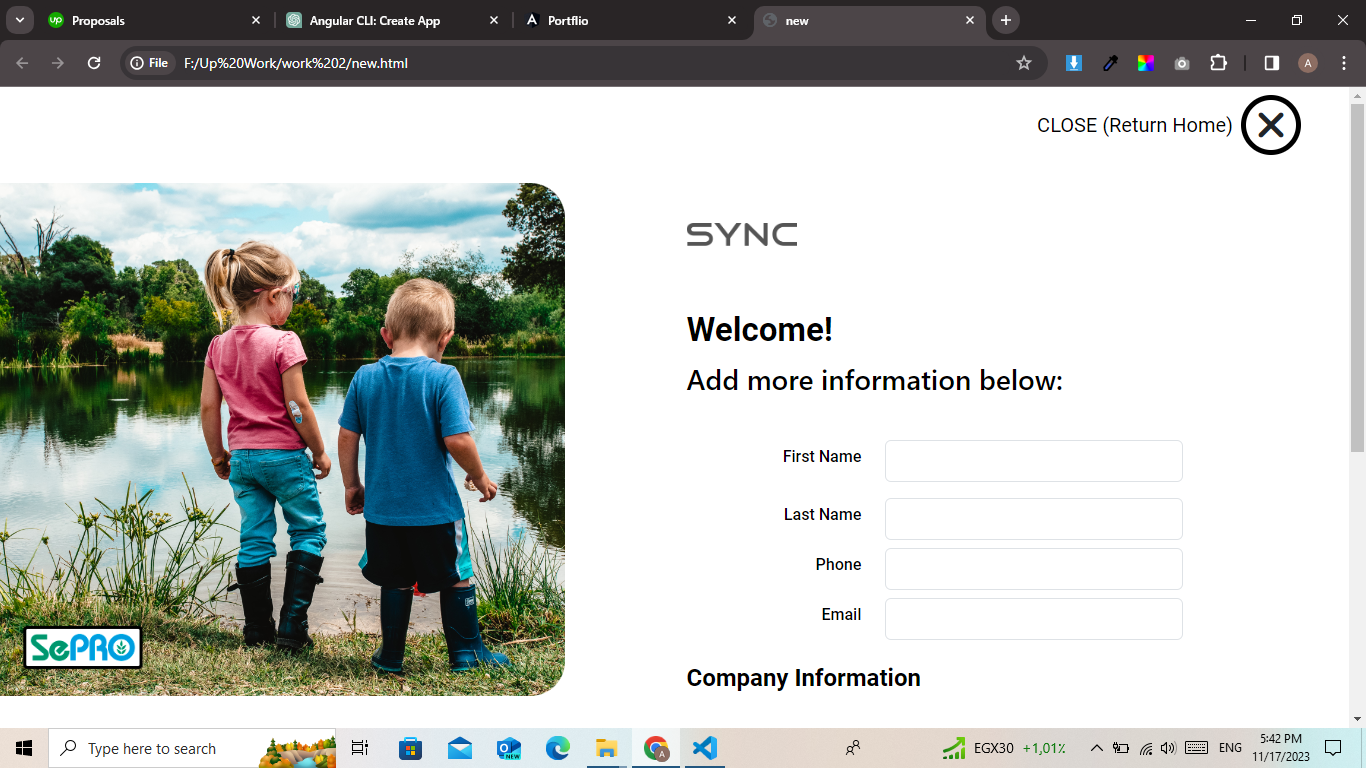 Proposals
Angular CLI: Create App
Portflio
new
File
F:/Up%20Work/work%202/new.html
A
CLOSE (Return Home)
SYNC
Welcome!
Add more information below:
First Name
Last Name
Phone
Email
SePRO
Company Information
Type here to search
NEW
A
EGX30 +1,01%
ENG
5:42 PM
11/17/2023